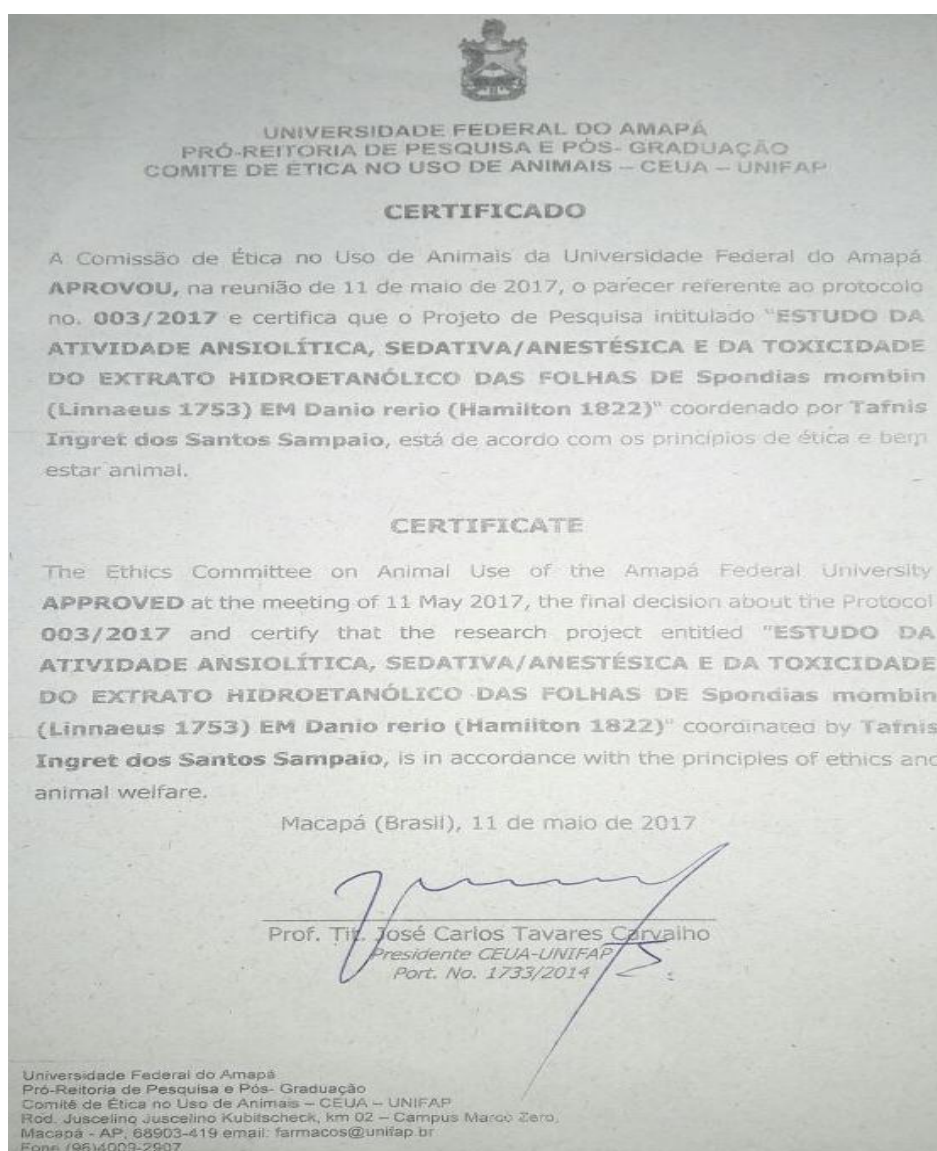 UNIVERSIDADE FEDERAL DO AMAPÁ
PRÓ-REITORIA DE PESQUISA E PÓS- GRADUAÇÃO
COMITE DE ÉTICA NO USO DE ANIMAIS – CEUA – UNIFAP
CERTIFICADO
A Comissão de Ética no Uso de Animais da Universidade Federal do Amapá
APROVOU, na reunião de 11 de maio de 2017, o parecer referente ao protocolo
no. 003/2017 e certifica que o Projeto de Pesquisa intitulado "ESTUDO DA
ATIVIDADE ANSIOLÍTICA, SEDATIVA/ANESTÉSICA E DA TOXICIDADE
DO EXTRATO HIDROETANÓLICO DAS FOLHAS DE Spondias mombin
(Linnaeus 1753) EM Danio rerio (Hamilton 1822)" coordenado por Tafnis
Ingret dos Santos Sampaio, está de acordo com os princípios de ética e bem
estar animal.
CERTIFICATE
The Ethics Committee on Animal Use of the Amapá Federal University
APPROVED at the meeting of 11 May 2017, the final decision about the Protocol
003/2017 and certify that the research project entitled "ESTUDO DA
ATIVIDADE ANSIOLÍTICA, SEDATIVA/ANESTÉSICA E DA TOXICIDADE
DO EXTRATO HIDROETANÓLICO DAS FOLHAS DE Spondias mombin
(Linnaeus 1753) EM Danio rerio (Hamilton 1822)" coordinated by Tafnis
Ingret dos Santos Sampaio, is in accordance with the principles of ethics and
animal welfare.
Macapá (Brasil), 11 de maio de 2017
Prof. Tit. José Carlos Tavares Carvalho
Presidente CEUA-UNIFAP
Port. No. 1733/2014
Universidade Federal do Amapá
Pró-Reitoria de Pesquisa e Pós- Graduação
Comitê de Ética no Uso de Animais – CEUA – UNIFAP
Rod. Juscelino Juscelino Kubitscheck, km 02 – Campus Marco Zero,
Macapá - AP, 68903-419 email: farmacos@unifap.br
Fone (96)4009-2907